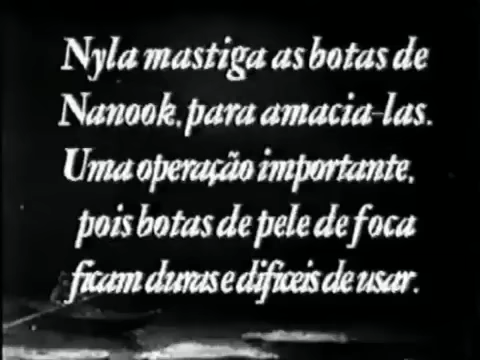 Nyla mastiga as botas de
Nanook, para amacia-las.
Uma operação importante,
pois botas de pele de foca
ficam duras e dificeis de usar.